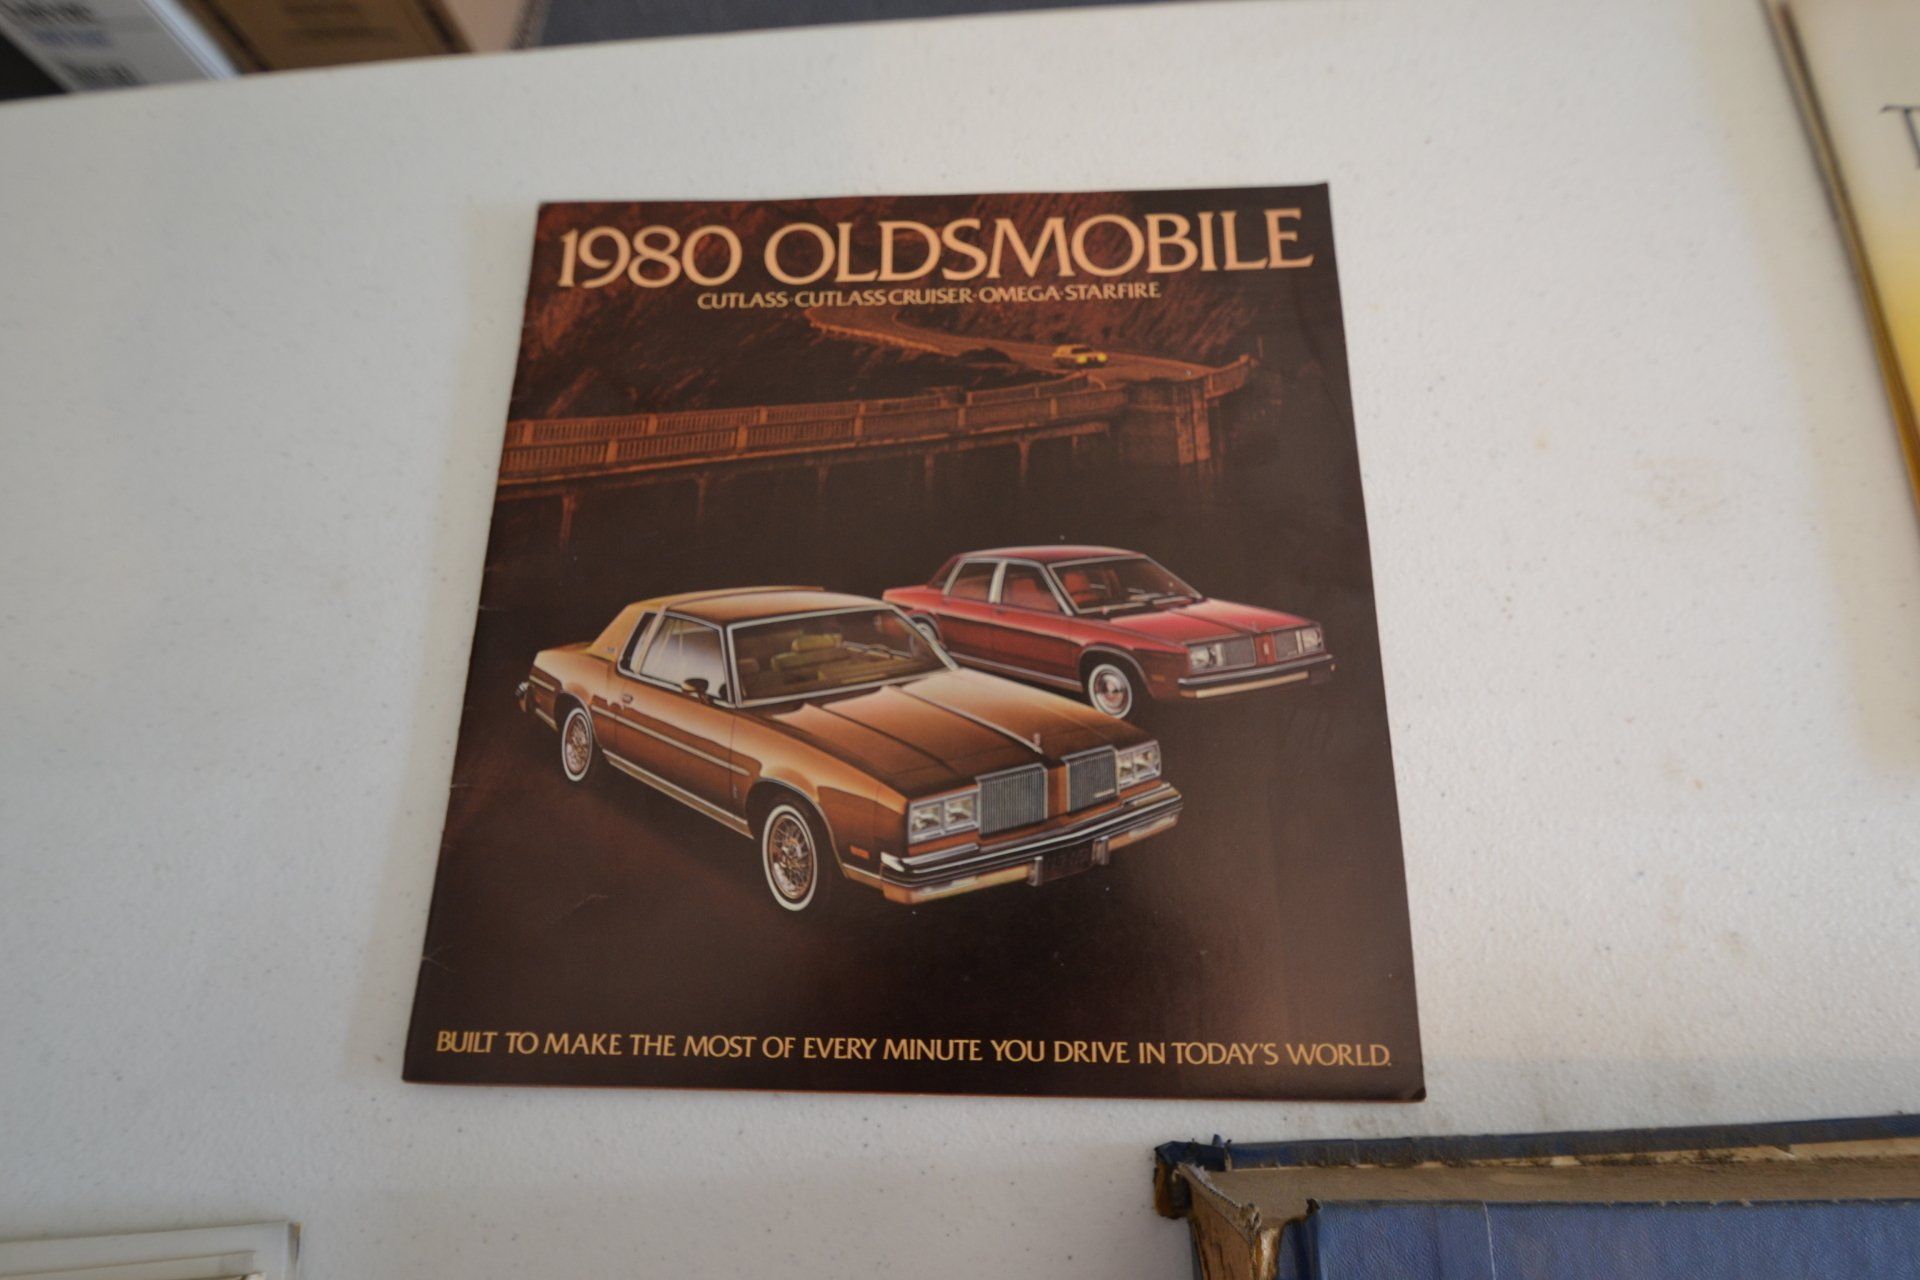 1980 OLDSMOBILE
CUTLASS·CUTLASS CRUISER·OMEGA·STARFIRE
BUILT TO MAKE THE MOST OF EVERY MINUTE YOU DRIVE IN TODAY'S WORLD.